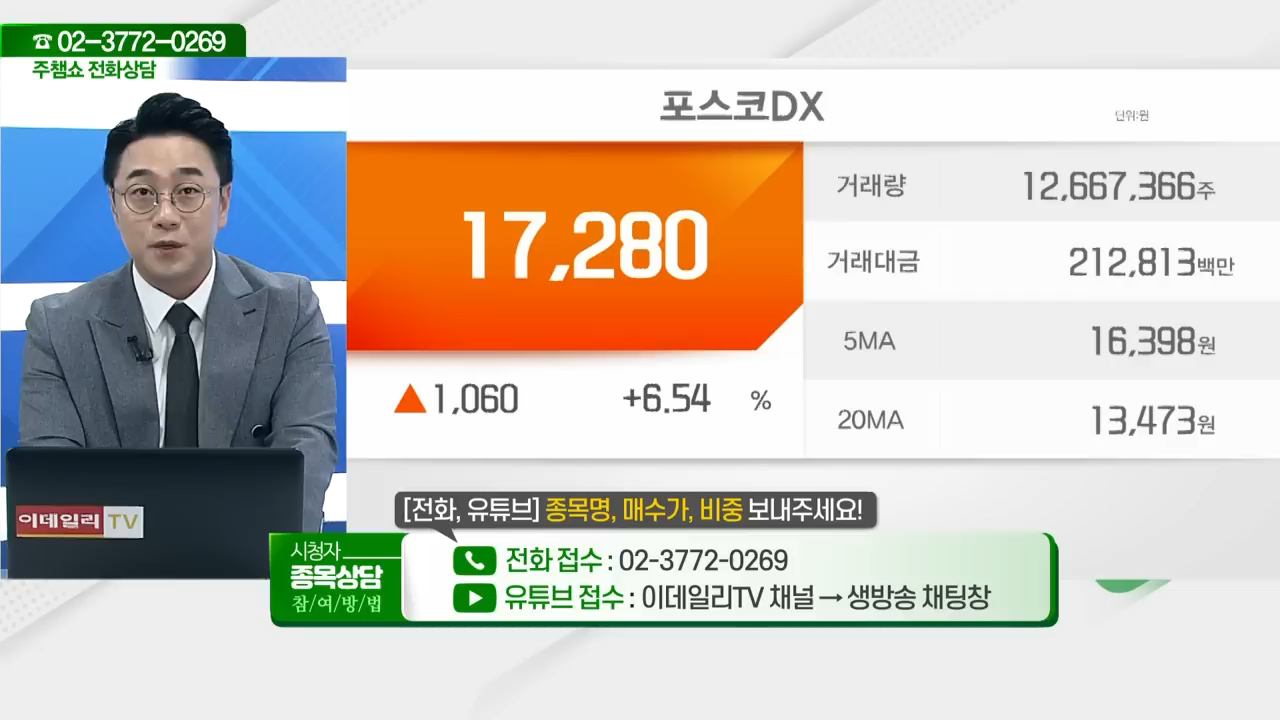 ☎ 02-3772-0269
주챔쇼 전화상담
포스코DX
단위:원
17,280
▲1,060 +6.54 %
거래량 12,667,366주
거래대금 212,813백만
5MA 16,398원
20MA 13,473원
이데일리TV
[전화, 유튜브] 종목명, 매수가, 비중 보내주세요!
시청자
종목상담
참/여/방/법
전화 접수 : 02-3772-0269
유튜브 접수 : 이데일리TV 채널 → 생방송 채팅창